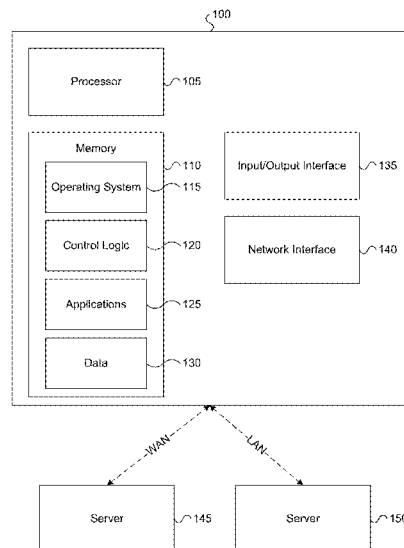 100
Processor
105
Memory
110
Operating System
115
Input/Output Interface
135
Control Logic
120
Network Interface
140
Applications
125
Data
130
WAN
LAN
Server
145
Server
150